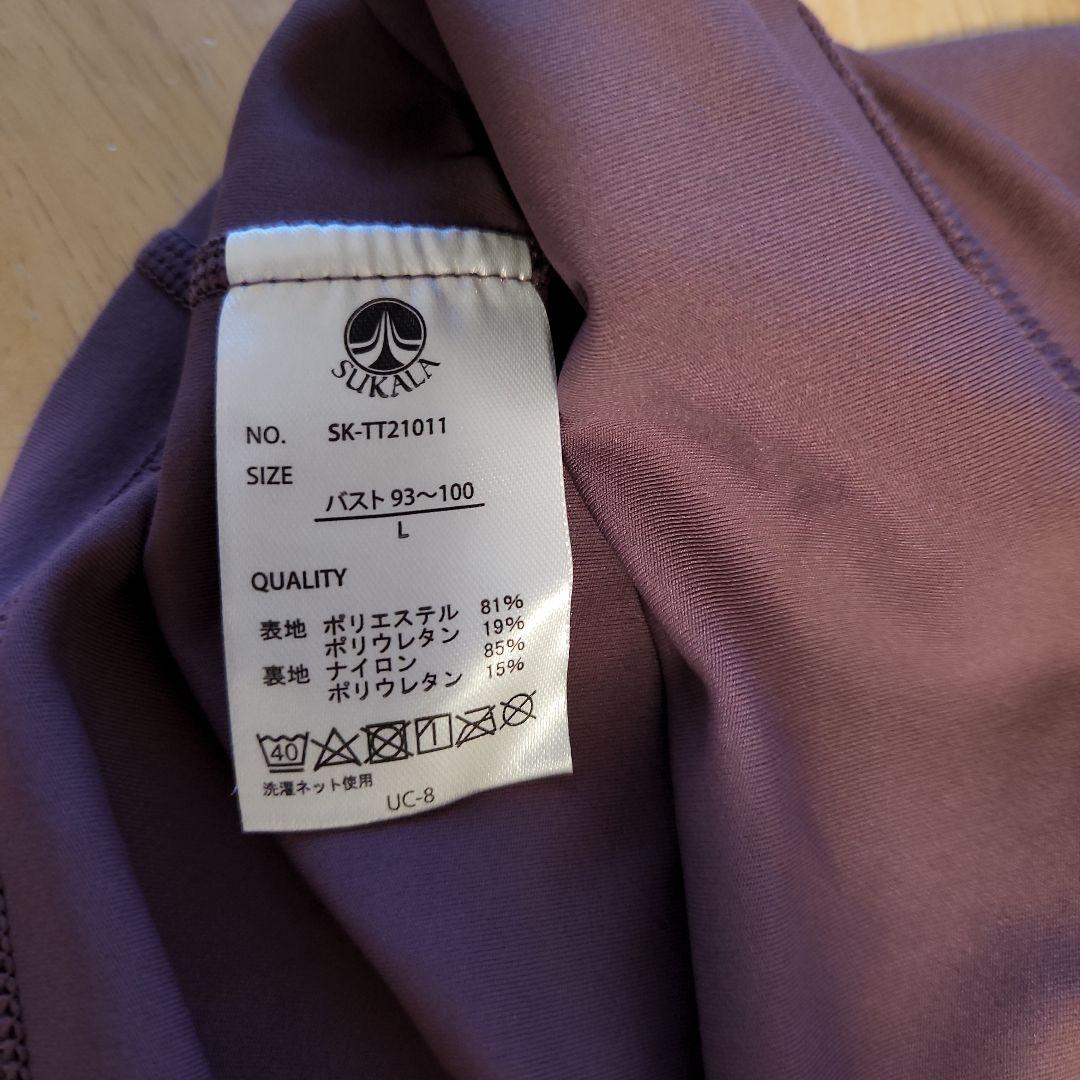 SUKALA
NO. SK-TT21011
SIZE
バスト 93～100
L
QUALITY
表地 ポリエステル 81%
ポリウレタン 19%
裏地 ナイロン 85%
ポリウレタン 15%
40
洗濯ネット使用
UC-8